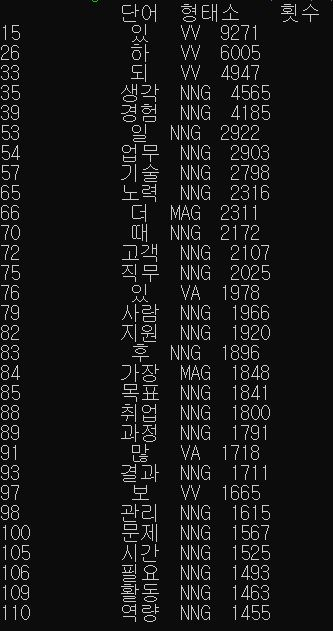 단어 형태소 횟수
15 있 VV 9271
26 하 VV 6005
33 되 VV 4947
35 생각 NNG 4565
39 경험 NNG 4185
53 일 NNG 2922
54 업무 NNG 2903
57 기술 NNG 2798
65 노력 NNG 2316
66 더 MAG 2311
70 때 NNG 2172
72 고객 NNG 2107
75 직무 NNG 2025
76 있 VA 1978
79 사람 NNG 1966
82 지원 NNG 1920
83 후 NNG 1896
84 가장 MAG 1848
85 목표 NNG 1841
88 취업 NNG 1800
89 과정 NNG 1791
91 많 VA 1718
93 결과 NNG 1711
97 보 VV 1665
98 관리 NNG 1615
100 문제 NNG 1567
105 시간 NNG 1525
106 필요 NNG 1493
109 활동 NNG 1463
110 역량 NNG 1455